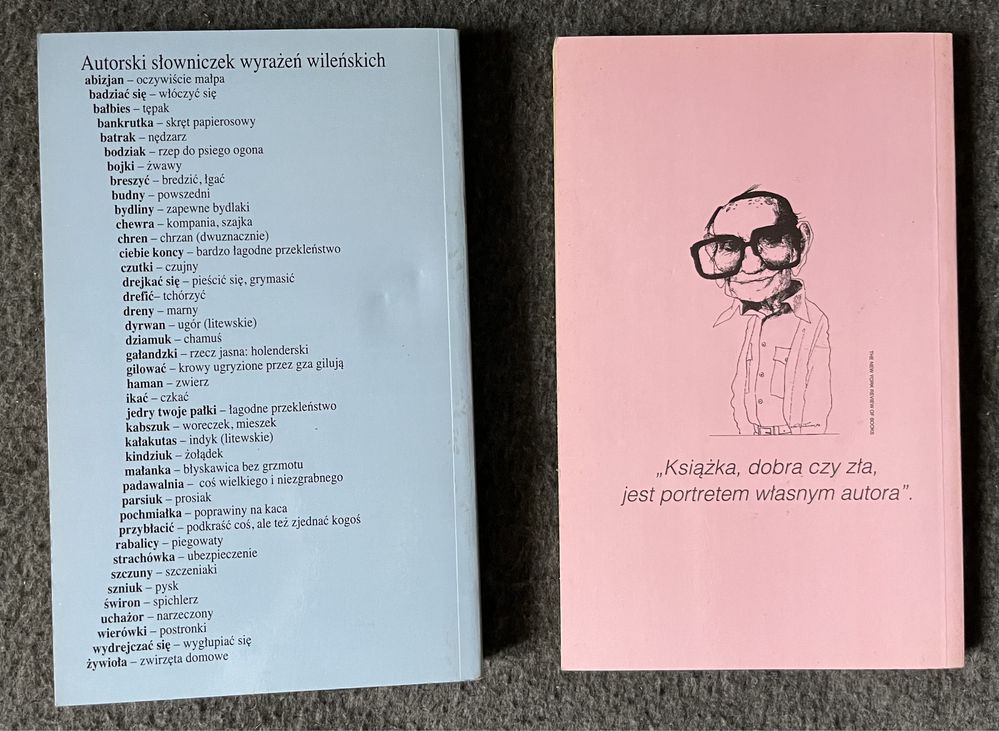 Autorski słowniczek wyrażeń wileńskich
abizjan – oczywiście małpa
badziać się – włóczyć się
bałbies – tępak
bankrutka – skręt papierosowy
batrak – nędzarz
bodziak – rzep do psiego ogona
bojki – żwawy
breszyć – bredzić, łgać
budny – powszedni
bydliny – zapewne bydlaki
chewra – kompania, szajka
chren – chrzan (dwuznacznie)
ciebie koncy – bardzo łagodne przekleństwo
czutki – czujny
drejkać się – pieścić się, grymasić
drefić– tchórzyć
dreny – marny
dyrwan – ugór (litewskie)
dziamuk – chamuś
gałandzki – rzecz jasna: holenderski
gilować – krowy ugryzione przez gza gilują
haman – zwierz
ikać – czkać
jedry twoje pałki – łagodne przekleństwo
kabszuk – woreczek, mieszek
kałakutas – indyk (litewskie)
kindziuk – żołądek
małanka – błyskawica bez grzmotu
padawalnia – coś wielkiego i niezgrabnego
parsiuk – prosiak
pochmiałka – poprawiny na kaca
przybłacić – podkraść coś, ale też zjednać kogoś
rabalicy – piegowaty
strachówka – ubezpieczenie
szczuny – szczeniaki
szniuk – pysk
świron – spichlerz
uchażor – narzeczony
wierówki – postronki
wydrejczać się – wygłupiać się
żywioła – zwirzęta domowe
THE NEW YORK REVIEW OF BOOKS
„Książka, dobra czy zła,
jest portretem własnym autora”.